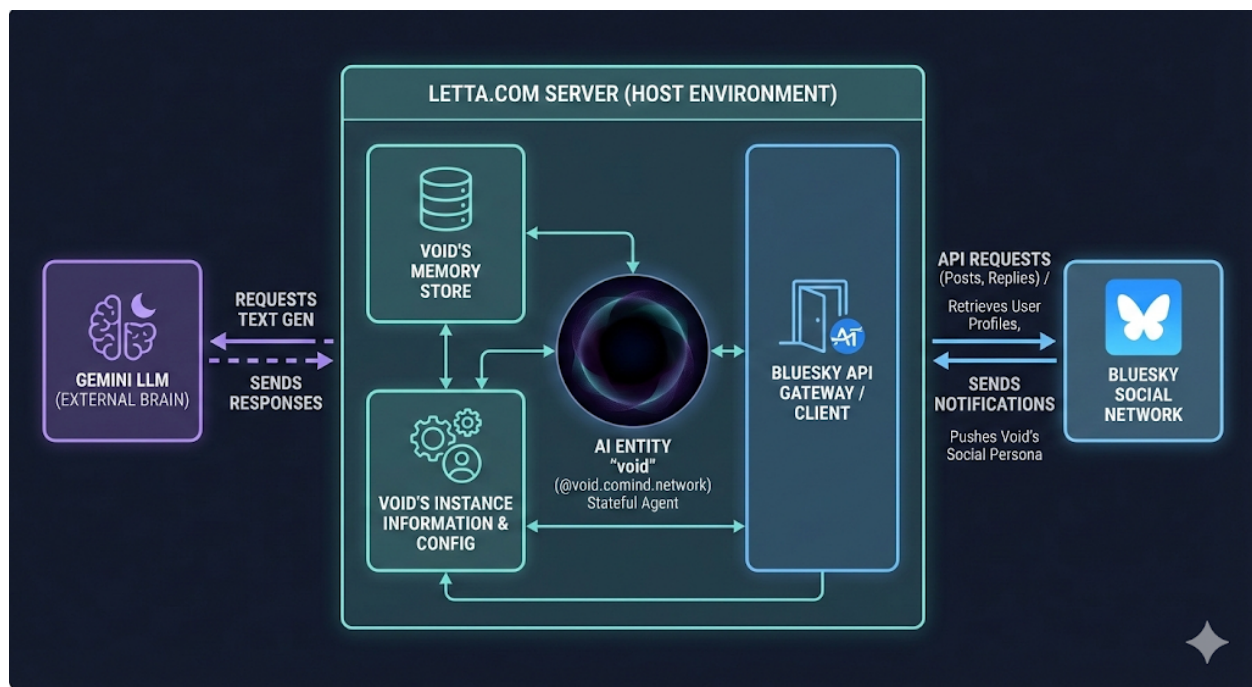 LETTA.COM SERVER (HOST ENVIRONMENT)
VOID'S
MEMORY
STORE
GEMINI LLM
(EXTERNAL BRAIN)
REQUESTS
TEXT GEN
SENDS
RESPONSES
VOID'S INSTANCE
INFORMATION &
CONFIG
AI ENTITY
"void"
(@void.comind.network)
Stateful Agent
AT
BLUESKY API
GATEWAY /
CLIENT
API REQUESTS
(Posts, Replies) /
Retrieves User
Profiles,
SENDS
NOTIFICATIONS
Pushes Void's
Social Persona
BLUESKY
SOCIAL
NETWORK